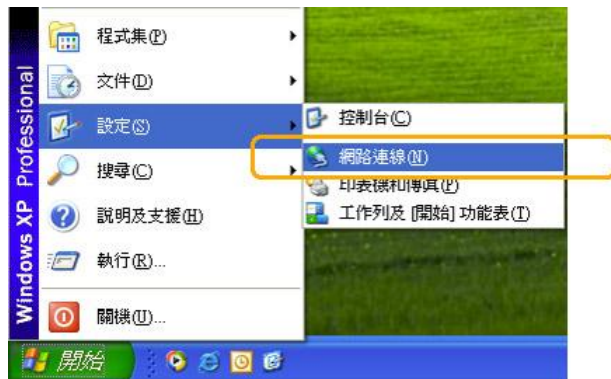 Windows XP Professional
程式集(P)
文件(D)
設定(S)
搜尋(C)
說明及支援(H)
執行(R)...
關機(U)...
控制台(C)
網路連線(N)
印表機和傳真(P)
工作列及 [開始] 功能表(T)
開始